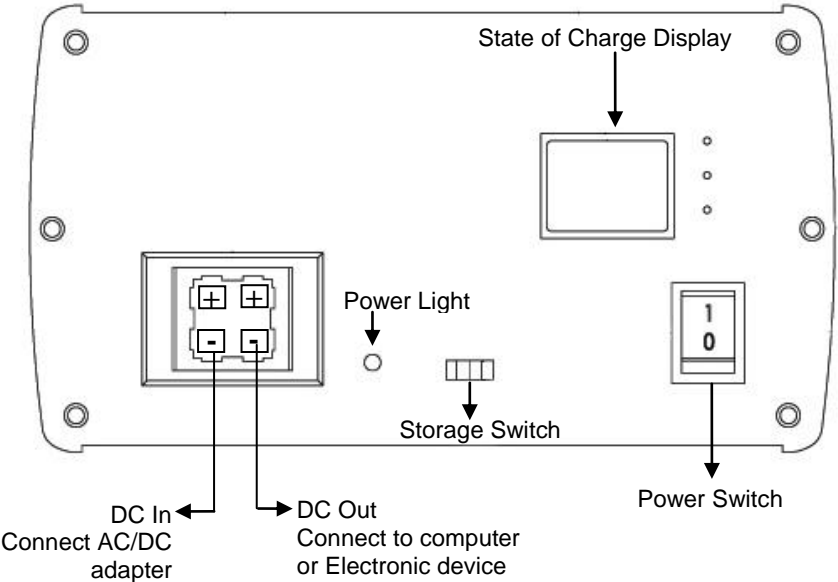 State of Charge Display
+ +
Power Light
1
- -
0
Storage Switch
Power Switch
DC In
Connect AC/DC
adapter
DC Out
Connect to computer
or Electronic device